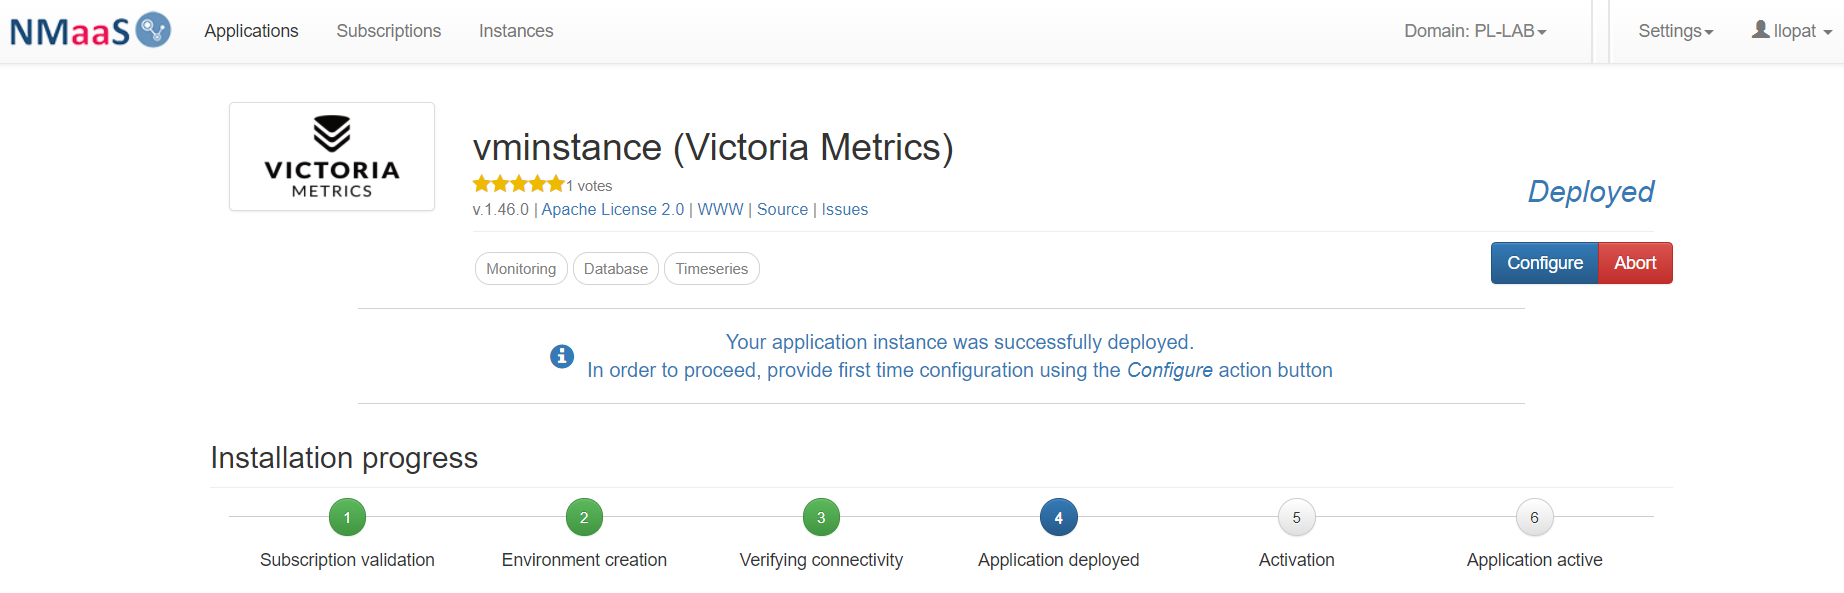 NMaaS Applications Subscriptions Instances Domain: PL-LAB Settings llopat
VICTORIA
METRICS
vminstance (Victoria Metrics)
1 votes
v.1.46.0 | Apache License 2.0 | WWW | Source | Issues
Deployed
Monitoring Database Timeseries
Configure Abort
Your application instance was successfully deployed.
In order to proceed, provide first time configuration using the Configure action button
Installation progress
1 2 3 4 5 6
Subscription validation Environment creation Verifying connectivity Application deployed Activation Application active